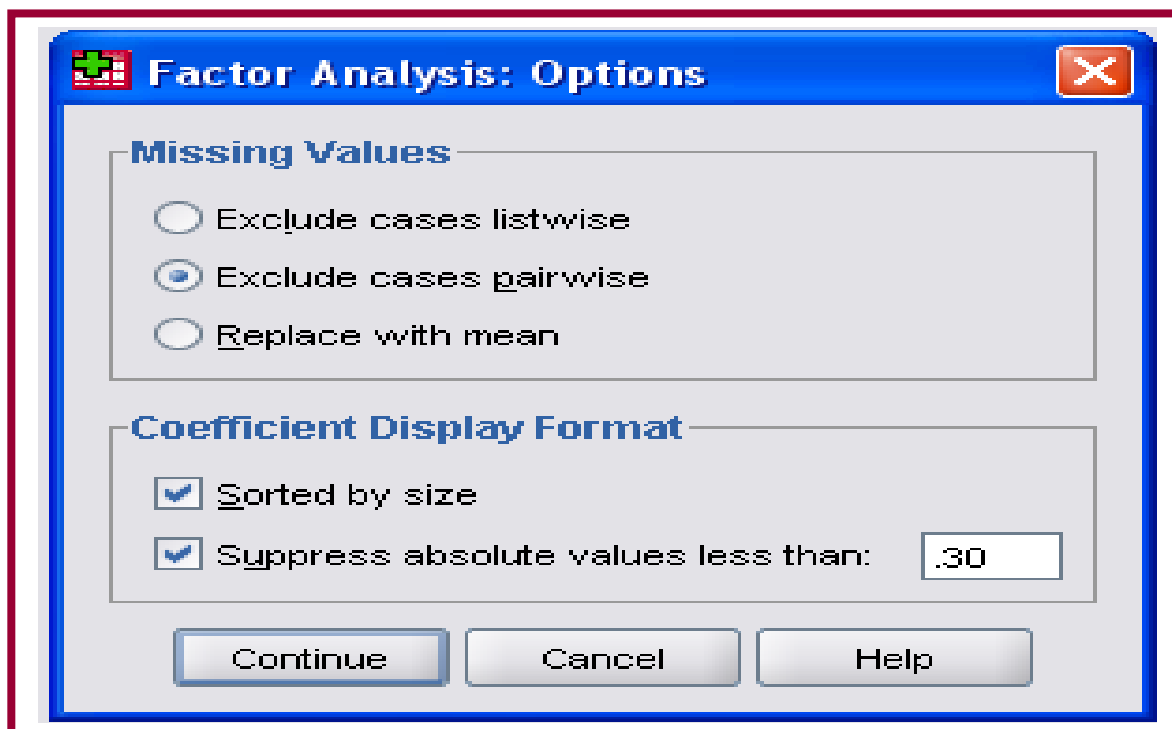 Factor Analysis: Options
Missing Values
Exclude cases listwise
Exclude cases pairwise
Replace with mean
Coefficient Display Format
Sorted by size
Suppress absolute values less than: .30
Continue Cancel Help